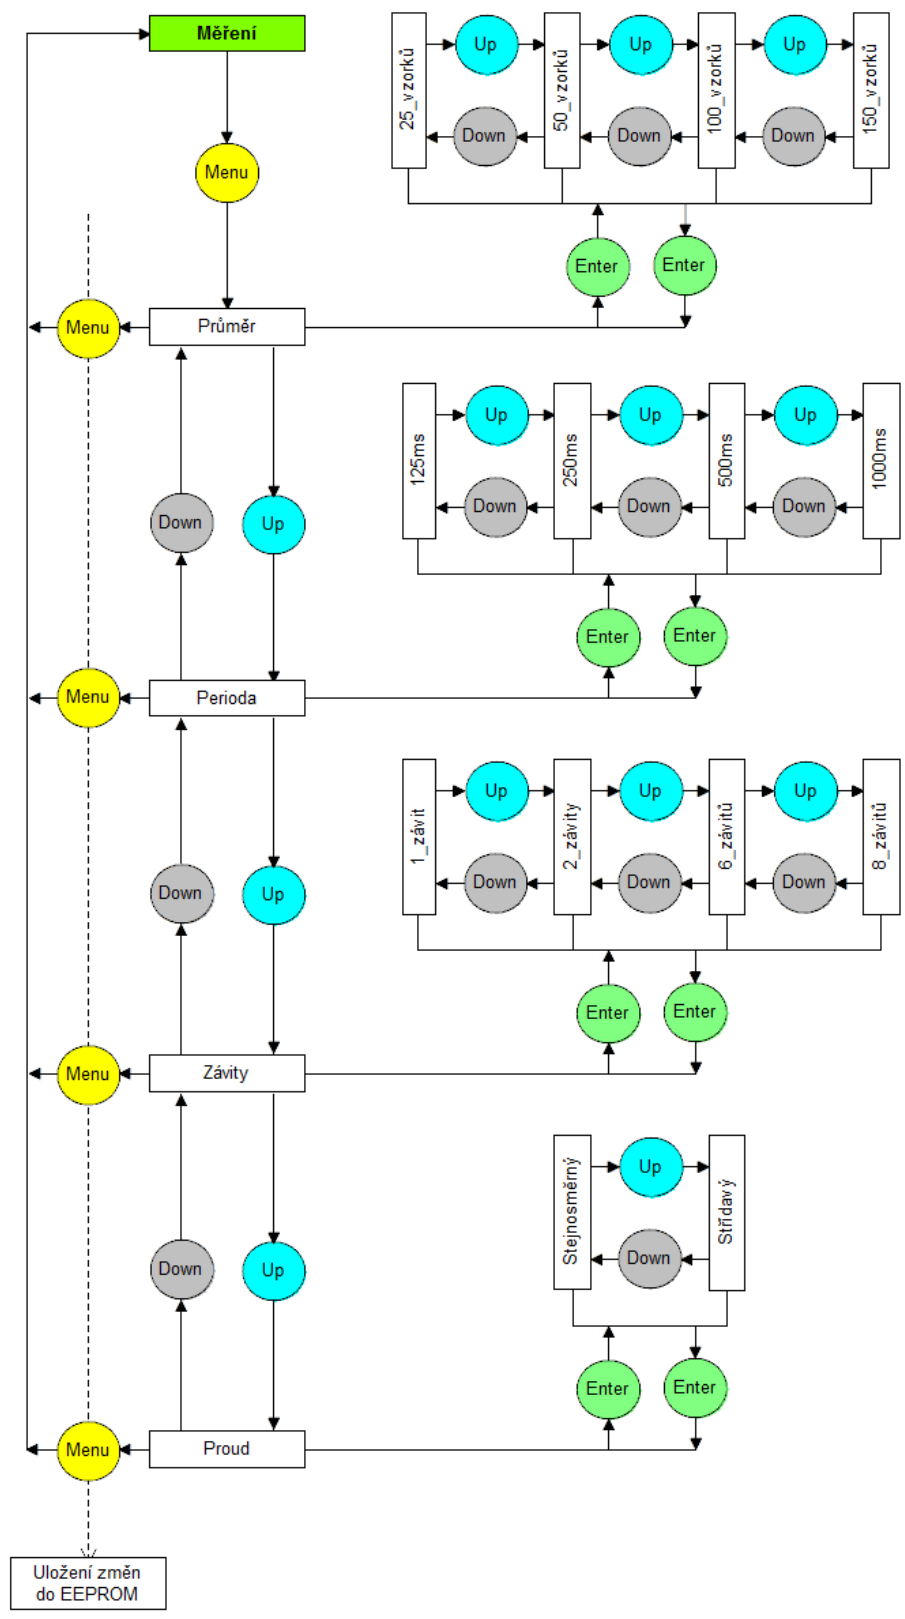 Měření
Menu
25_vzorků
Up
50_vzorků
Up
100_vzorků
Up
150_vzorků
Down
Down
Down
Enter
Enter
Menu
Průměr
125ms
Up
250ms
Up
500ms
Up
1000ms
Down
Down
Down
Down
Up
Enter
Enter
Menu
Perioda
1_závit
Up
2_závity
Up
6_závitů
Up
8_závitů
Down
Down
Down
Down
Up
Enter
Enter
Menu
Závity
Stejnosměrný
Up
Střídavý
Down
Down
Up
Enter
Enter
Menu
Proud
Uložení změn
do EEPROM